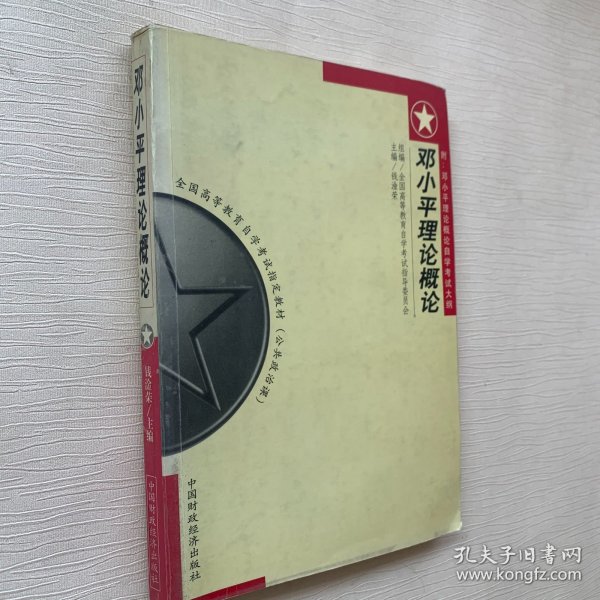 邓小平理论概论
钱淦荣/主编
中国财政经济出版社
附：邓小平理论概论自学考试大纲
邓小平理论概论
组编/全国高等教育自学考试指导委员会
主编/钱淦荣
全国高等教育自学考试指定教材（公共政治课）
中国财政经济出版社
孔夫子旧书网
www.kongfz.com